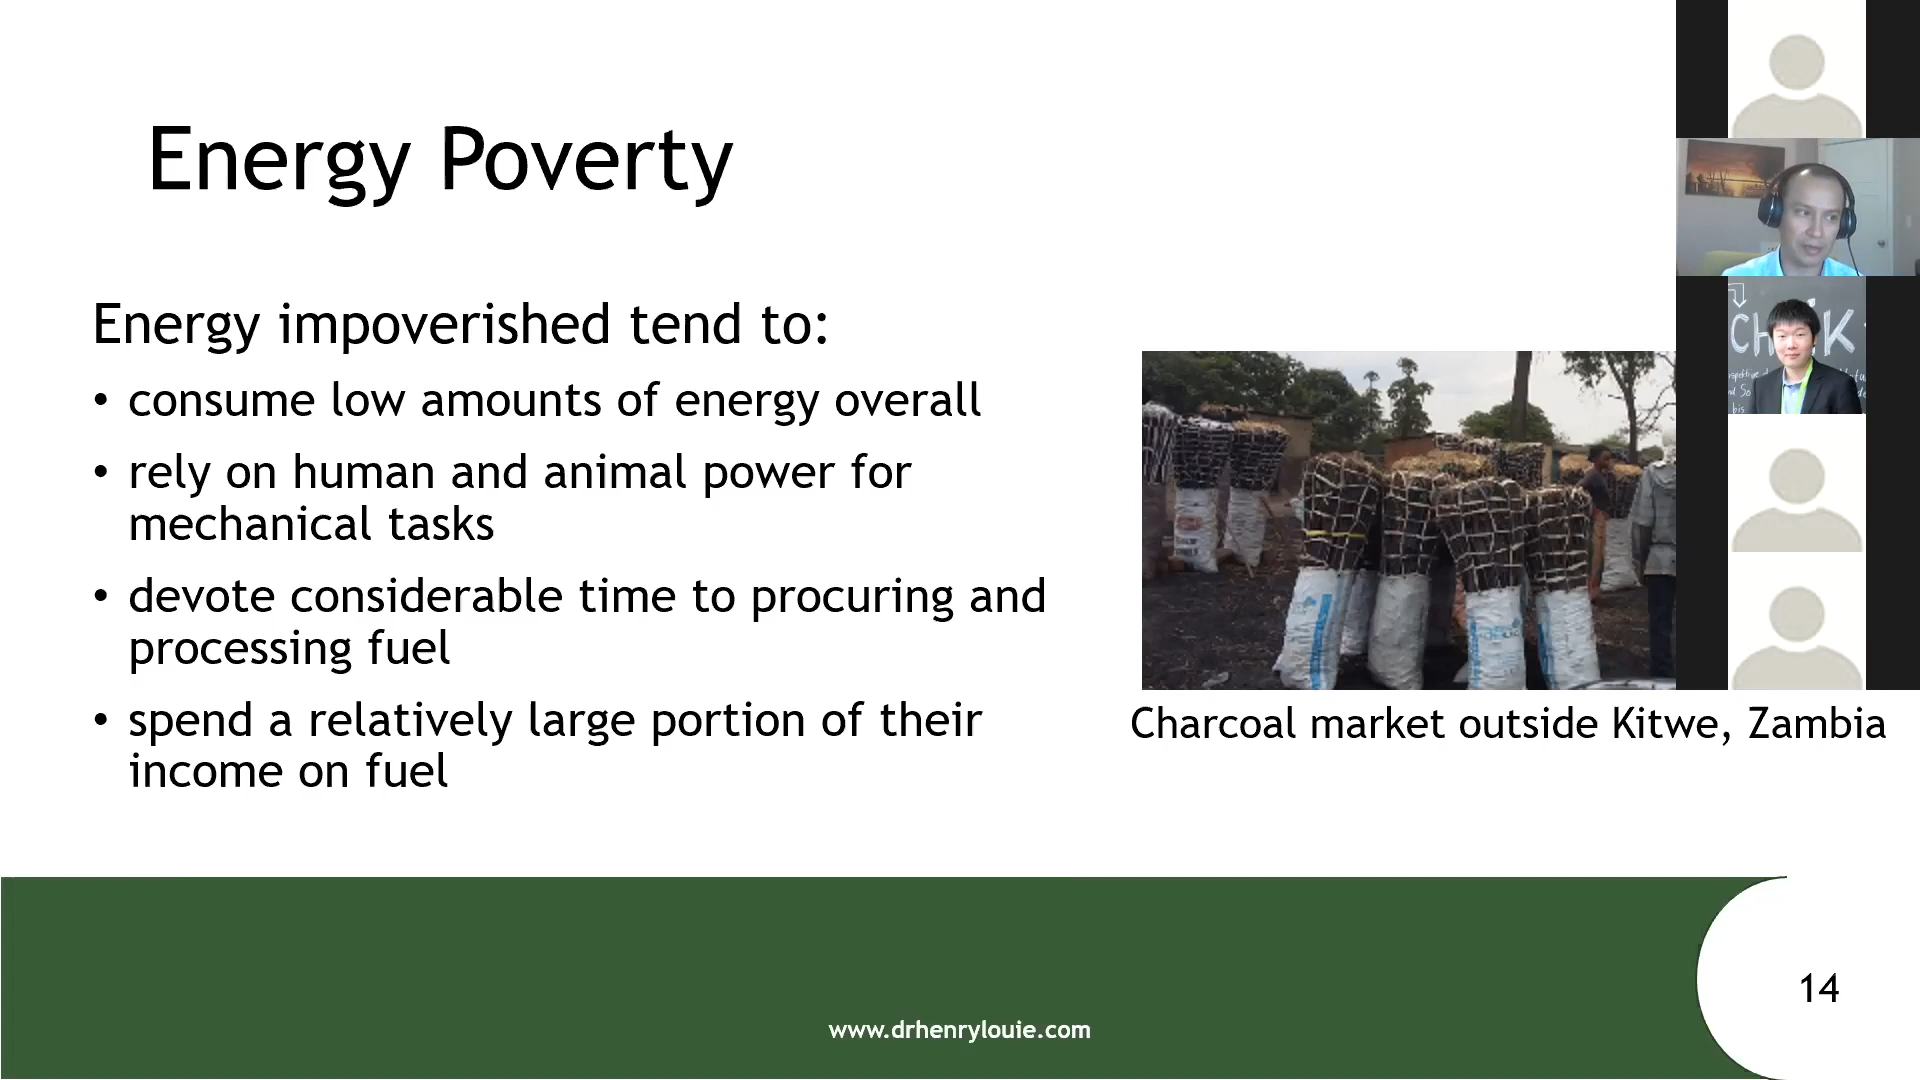 Energy Poverty
Energy impoverished tend to:
• consume low amounts of energy overall
• rely on human and animal power for
mechanical tasks
• devote considerable time to procuring and
processing fuel
• spend a relatively large portion of their
income on fuel
Charcoal market outside Kitwe, Zambia
14
www.drhenrylouie.com